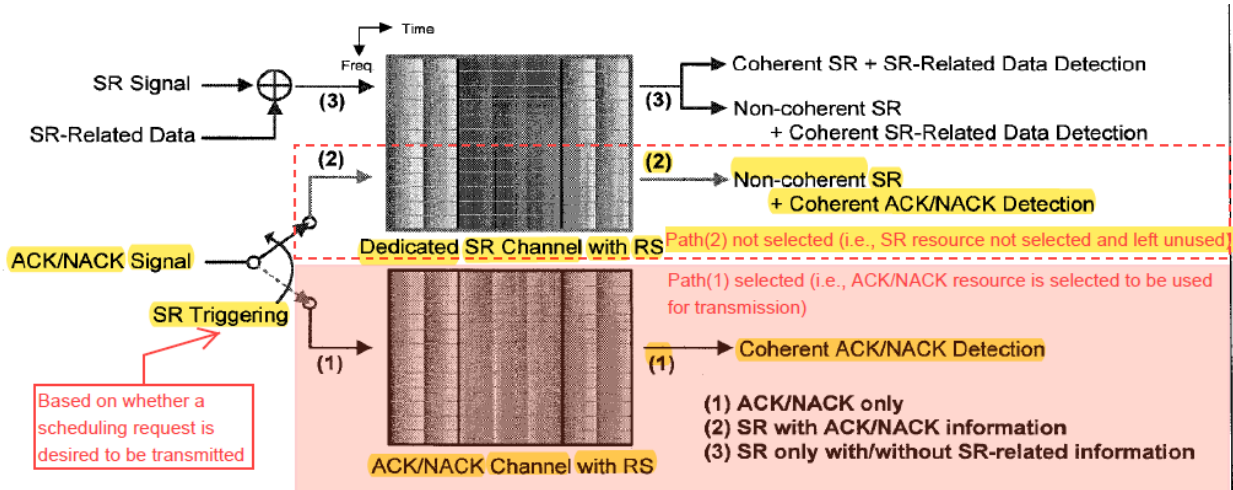 Time
Freq.
SR Signal
SR-Related Data
(3)
(3)
Coherent SR + SR-Related Data Detection
Non-coherent SR
+ Coherent SR-Related Data Detection
(2)
(2)
Non-coherent SR
+ Coherent ACK/NACK Detection
ACK/NACK Signal
Dedicated SR Channel with RS
Path(2) not selected (i.e., SR resource not selected and left unused)
Path(1) selected (i.e., ACK/NACK resource is selected to be used
for transmission)
SR Triggering
(1)
(1)
Coherent ACK/NACK Detection
Based on whether a
scheduling request is
desired to be transmitted
(1) ACK/NACK only
(2) SR with ACK/NACK information
(3) SR only with/without SR-related information
ACK/NACK Channel with RS